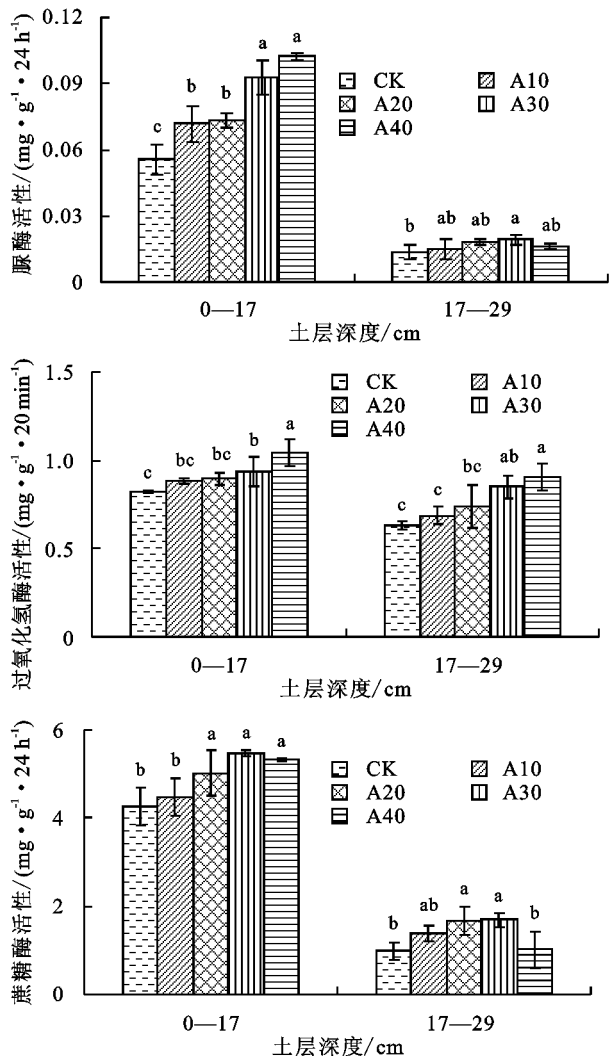 脲酶活性/(mg•g⁻¹•24h⁻¹)
0.12
0.09
0.06
0.03
0
c b b a a
ab ab a ab
b
CK A10
A20 A30
A40
0—17 17—29
土层深度/cm
过氧化氢酶活性/(mg•g⁻¹•20min⁻¹)
1.5
1.0
0.5
0
c bc bc b a
c c bc ab a
CK A10
A20 A30
A40
0—17 17—29
土层深度/cm
蔗糖酶活性/(mg•g⁻¹•24h⁻¹)
6
4
2
0
b b a a a
b ab a a b
CK A10
A20 A30
A40
0—17 17—29
土层深度/cm